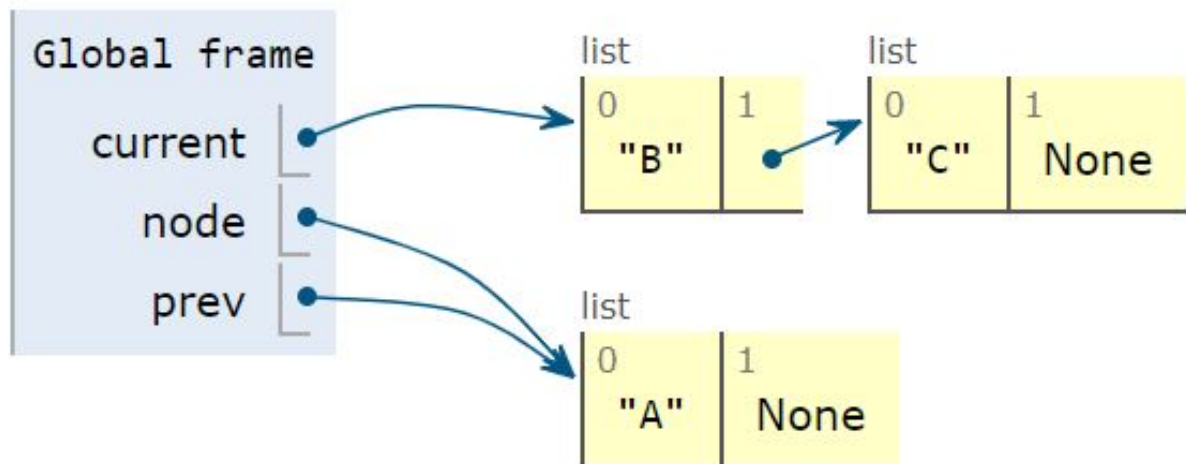 Global frame
current
node
prev
list
0 1
"B"
list
0 1
"C" None
list
0 1
"A" None